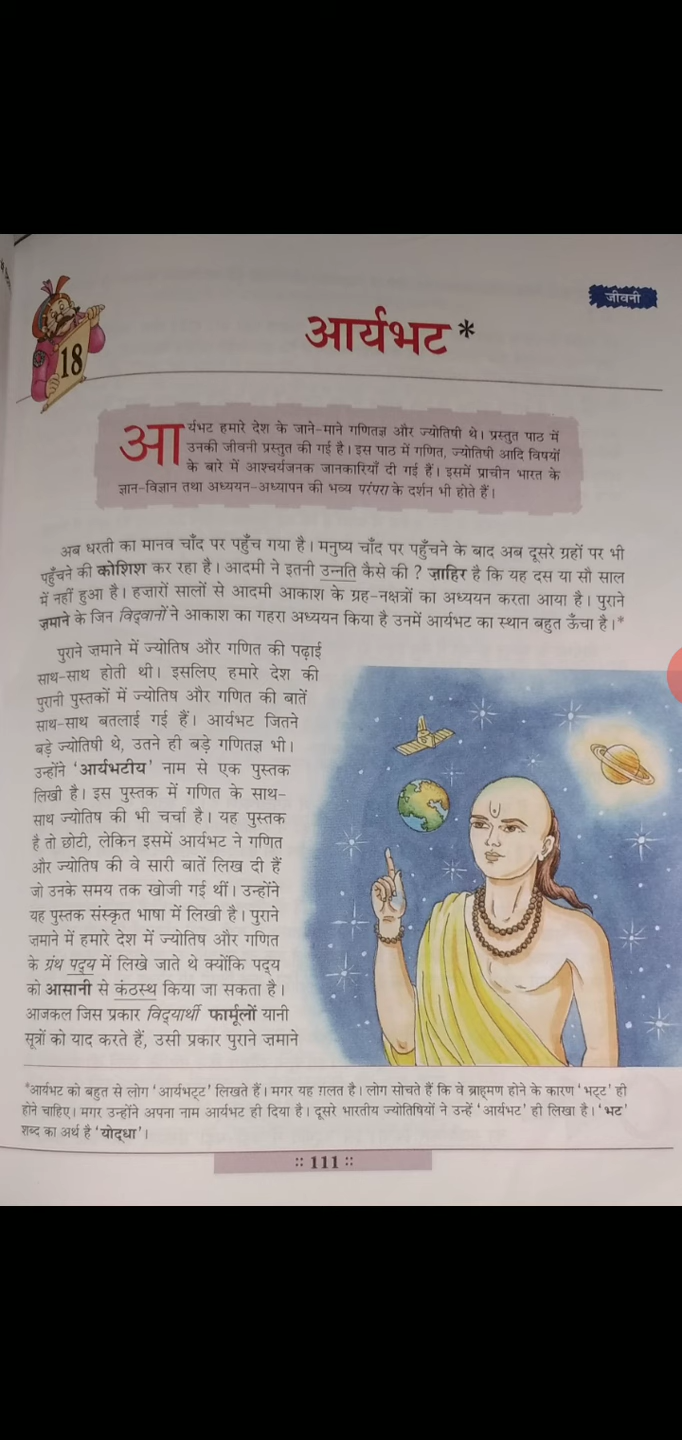 जीवनी
18
आर्यभट*
आर्यभट हमारे देश के जाने-माने गणितज्ञ और ज्योतिषी थे। प्रस्तुत पाठ में
उनकी जीवनी प्रस्तुत की गई है। इस पाठ में गणित, ज्योतिषी आदि विषयों
के बारे में आश्चर्यजनक जानकारियाँ दी गई हैं। इसमें प्राचीन भारत के
ज्ञान-विज्ञान तथा अध्ययन-अध्यापन की भव्य परंपरा के दर्शन भी होते हैं।
अब धरती का मानव चाँद पर पहुँच गया है। मनुष्य चाँद पर पहुँचने के बाद अब दूसरे ग्रहों पर भी
पहुँचने की कोशिश कर रहा है। आदमी ने इतनी उन्नति कैसे की ? ज़ाहिर है कि यह दस या सौ साल
में नहीं हुआ है। हज़ारों सालों से आदमी आकाश के ग्रह-नक्षत्रों का अध्ययन करता आया है। पुराने
ज़माने के जिन विद्वानों ने आकाश का गहरा अध्ययन किया है उनमें आर्यभट का स्थान बहुत ऊँचा है।*
पुराने ज़माने में ज्योतिष और गणित की पढ़ाई
साथ-साथ होती थी। इसलिए हमारे देश की
पुरानी पुस्तकों में ज्योतिष और गणित की बातें
साथ-साथ बतलाई गई हैं। आर्यभट जितने
बड़े ज्योतिषी थे, उतने ही बड़े गणितज्ञ भी।
उन्होंने 'आर्यभटीय' नाम से एक पुस्तक
लिखी है। इस पुस्तक में गणित के साथ-
साथ ज्योतिष की भी चर्चा है। यह पुस्तक
है तो छोटी, लेकिन इसमें आर्यभट ने गणित
और ज्योतिष की वे सारी बातें लिख दी हैं
जो उनके समय तक खोजी गई थीं। उन्होंने
यह पुस्तक संस्कृत भाषा में लिखी है। पुराने
ज़माने में हमारे देश में ज्योतिष और गणित
के ग्रंथ पद्य में लिखे जाते थे क्योंकि पद्य
को आसानी से कंठस्थ किया जा सकता है।
आजकल जिस प्रकार विद्यार्थी फार्मूलों यानी
सूत्रों को याद करते हैं, उसी प्रकार पुराने ज़माने
*आर्यभट को बहुत से लोग 'आर्यभट्ट' लिखते हैं। मगर यह ग़लत है। लोग सोचते हैं कि वे ब्राह्मण होने के कारण 'भट्ट' ही
होने चाहिए। मगर उन्होंने अपना नाम आर्यभट ही दिया है। दूसरे भारतीय ज्योतिषियों ने उन्हें 'आर्यभट' ही लिखा है। 'भट'
शब्द का अर्थ है 'योद्धा'।
:: 111 ::